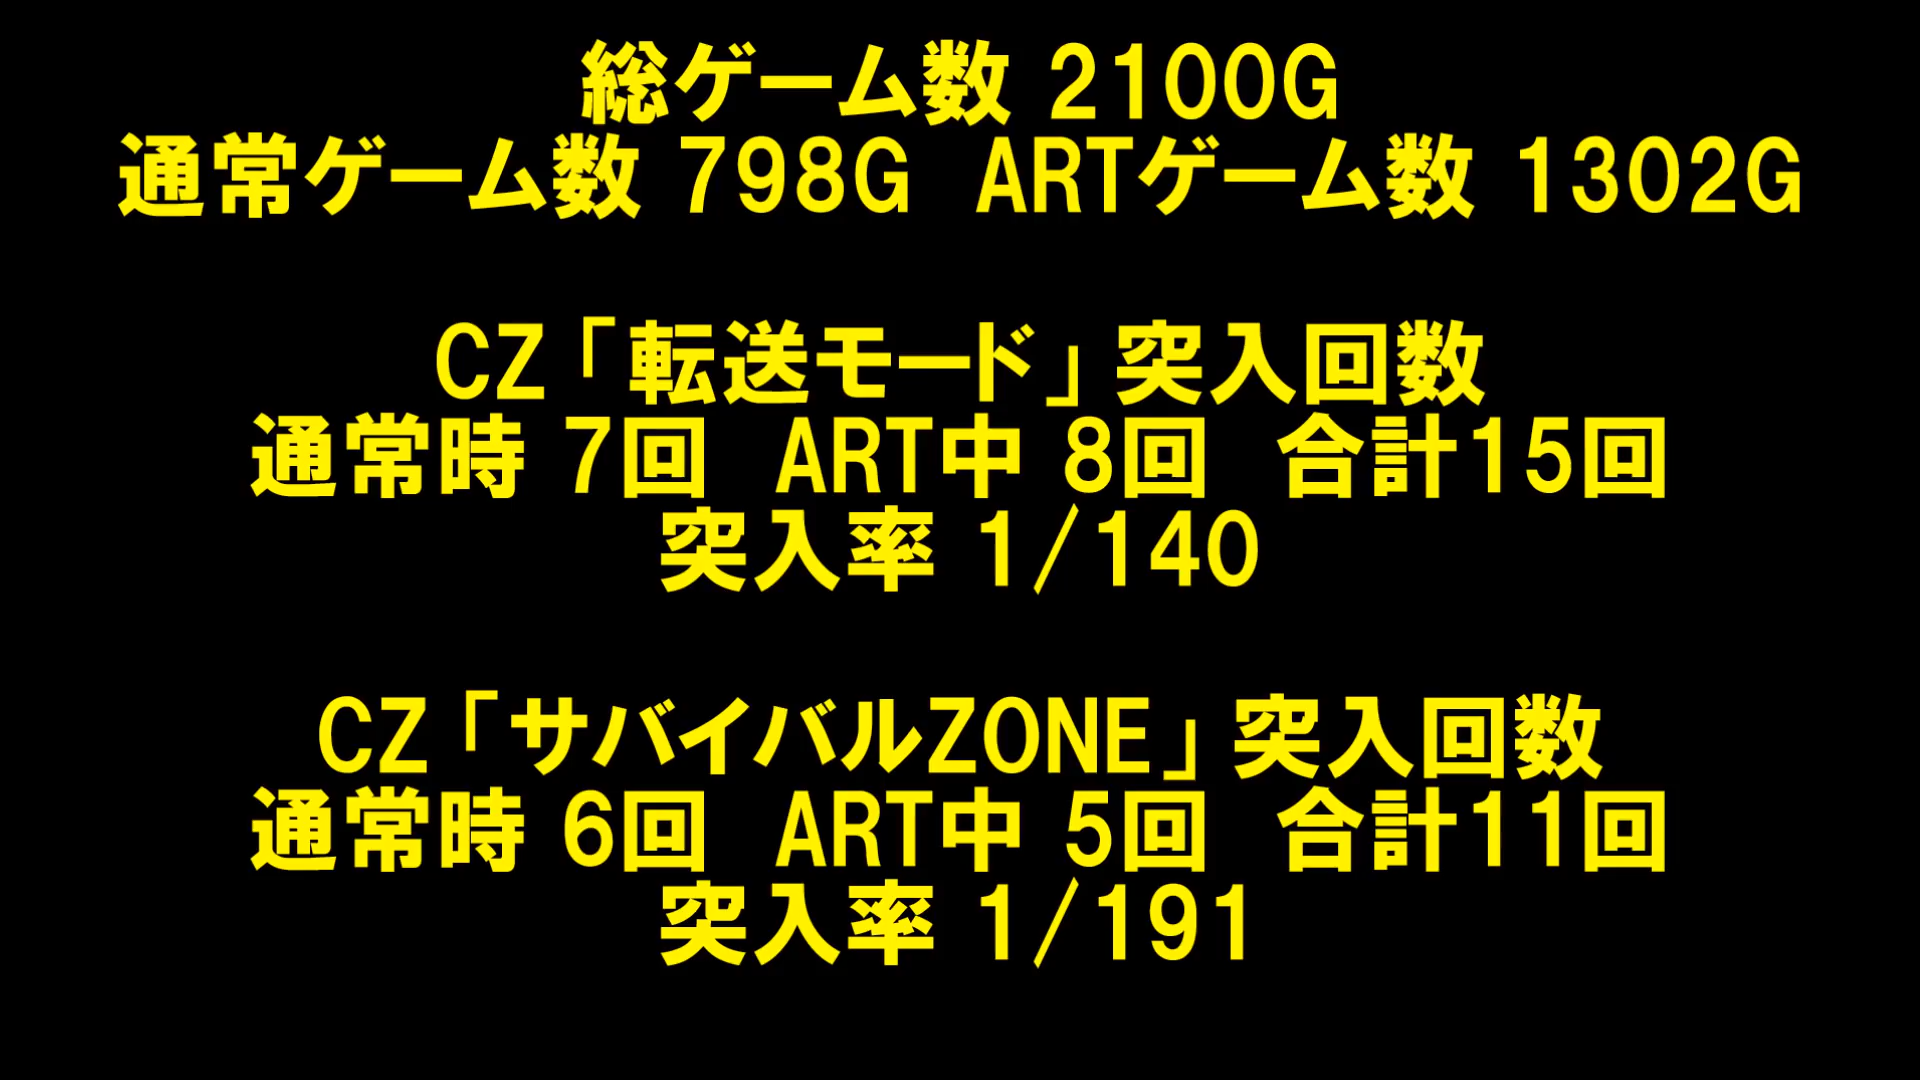 総ゲーム数 2100G
通常ゲーム数 798G　ARTゲーム数 1302G
CZ「転送モード」突入回数
通常時 7回　ART中 8回　合計15回
突入率 1/140
CZ「サバイバルZONE」突入回数
通常時 6回　ART中 5回　合計11回
突入率 1/191